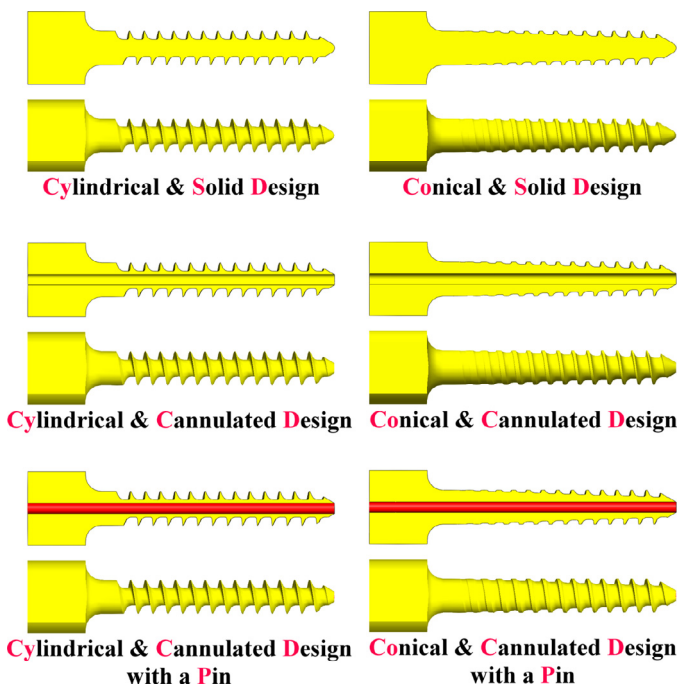 Cylindrical & Solid Design
Conical & Solid Design
Cylindrical & Cannulated Design
Conical & Cannulated Design
Cylindrical & Cannulated Design
with a Pin
Conical & Cannulated Design
with a Pin